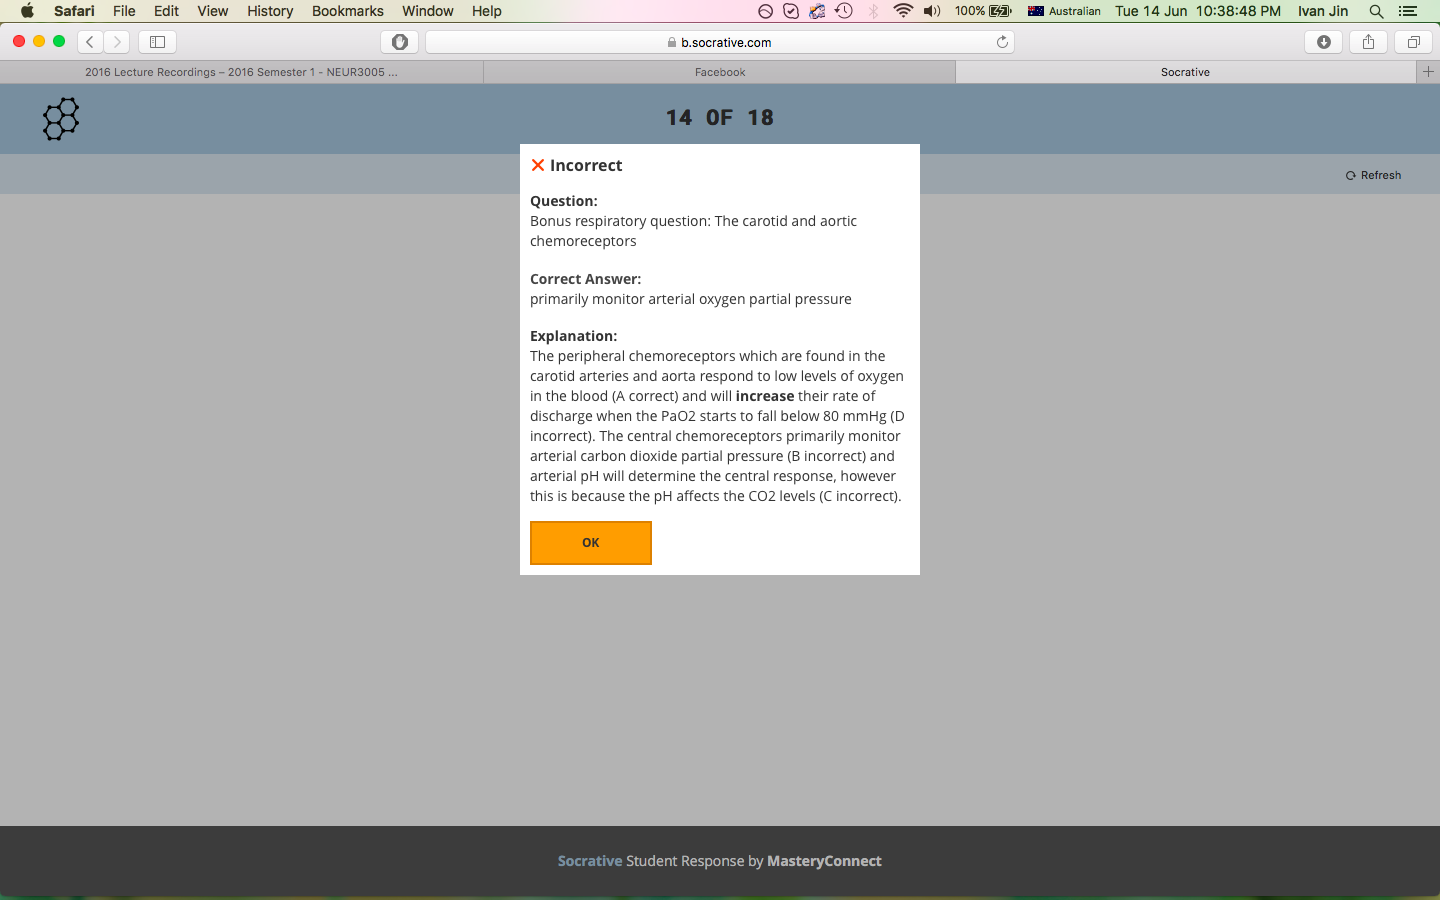 Safari File Edit View History Bookmarks Window Help 100% Australian Tue 14 Jun 10:38:48 PM Ivan Jin
b.socrative.com
2016 Lecture Recordings – 2016 Semester 1 - NEUR3005 ... Facebook Socrative
14 OF 18
Refresh
Incorrect
Question:
Bonus respiratory question: The carotid and aortic
chemoreceptors
Correct Answer:
primarily monitor arterial oxygen partial pressure
Explanation:
The peripheral chemoreceptors which are found in the
carotid arteries and aorta respond to low levels of oxygen
in the blood (A correct) and will increase their rate of
discharge when the PaO2 starts to fall below 80 mmHg (D
incorrect). The central chemoreceptors primarily monitor
arterial carbon dioxide partial pressure (B incorrect) and
arterial pH will determine the central response, however
this is because the pH affects the CO2 levels (C incorrect).
OK
Socrative Student Response by MasteryConnect